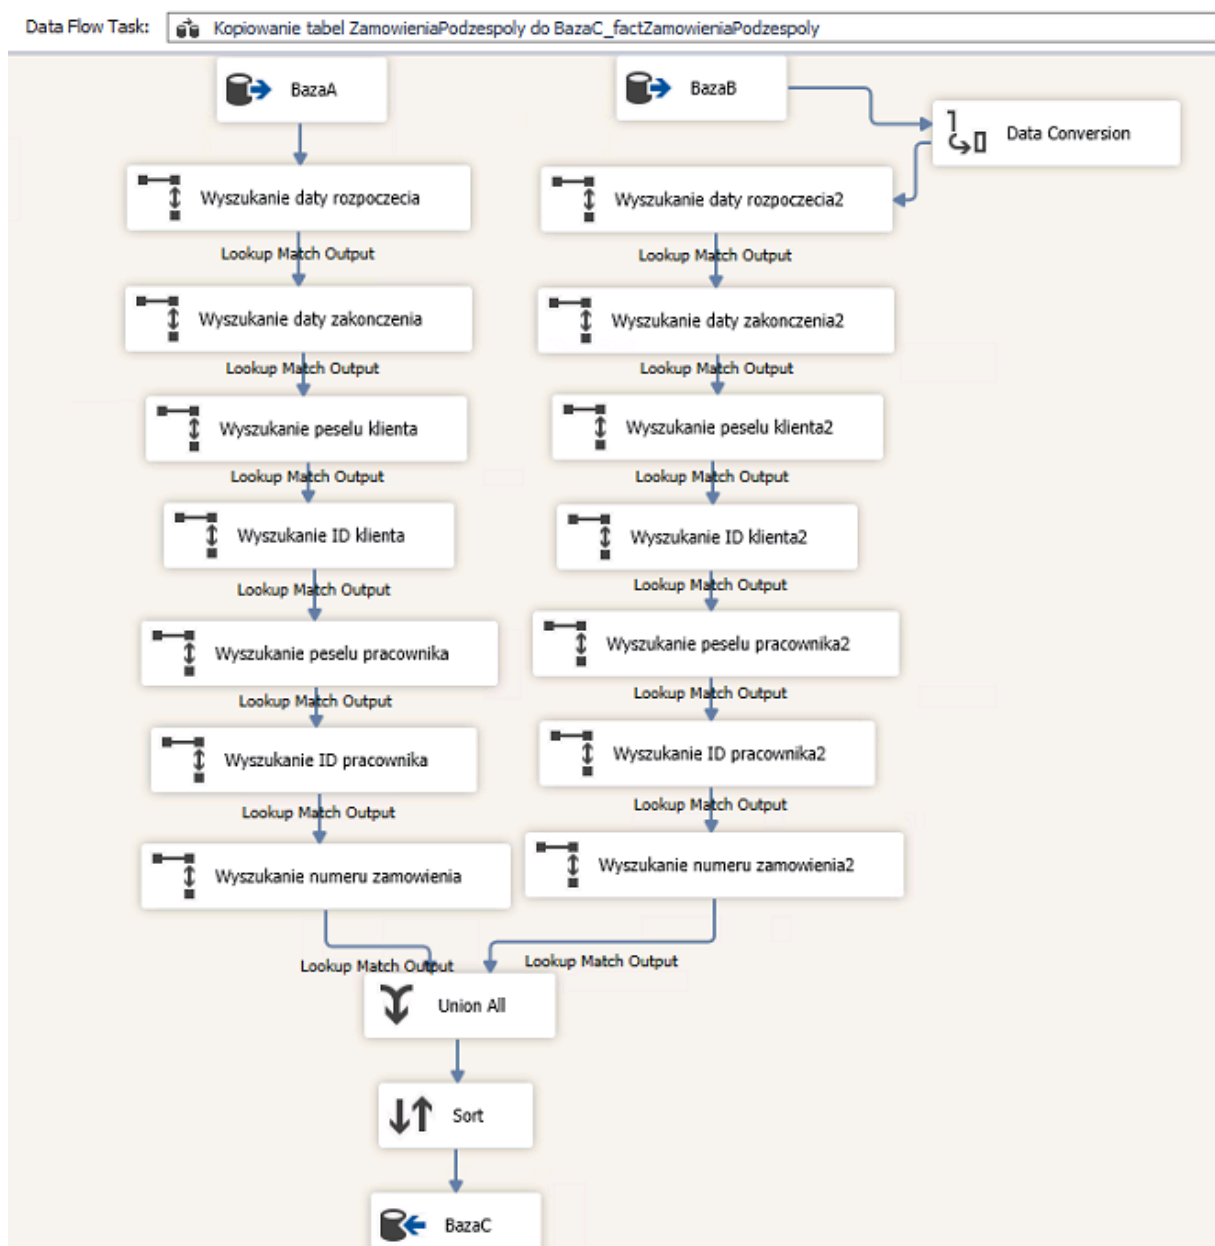 Data Flow Task: Kopiowanie tabel ZamowieniaPodzespoly do BazaC_factZamowieniaPodzespoly
BazaA
BazaB
Data Conversion
Wyszukanie daty rozpoczecia
Wyszukanie daty rozpoczecia2
Lookup Match Output
Lookup Match Output
Wyszukanie daty zakonczenia
Wyszukanie daty zakonczenia2
Lookup Match Output
Lookup Match Output
Wyszukanie peselu klienta
Wyszukanie peselu klienta2
Lookup Match Output
Lookup Match Output
Wyszukanie ID klienta
Wyszukanie ID klienta2
Lookup Match Output
Lookup Match Output
Wyszukanie peselu pracownika
Wyszukanie peselu pracownika2
Lookup Match Output
Lookup Match Output
Wyszukanie ID pracownika
Wyszukanie ID pracownika2
Lookup Match Output
Lookup Match Output
Wyszukanie numeru zamowienia
Wyszukanie numeru zamowienia2
Lookup Match Output
Lookup Match Output
Union All
Sort
BazaC